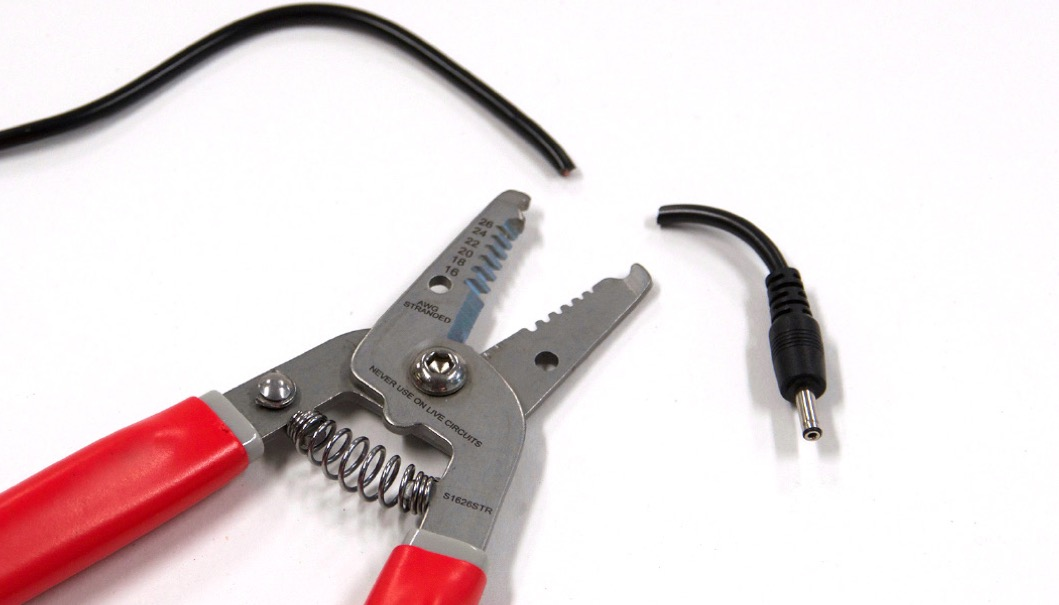 26
24
22
20
18
16
AWG
STRANDED
NEVER USE ON LIVE CIRCUITS
S1626STR